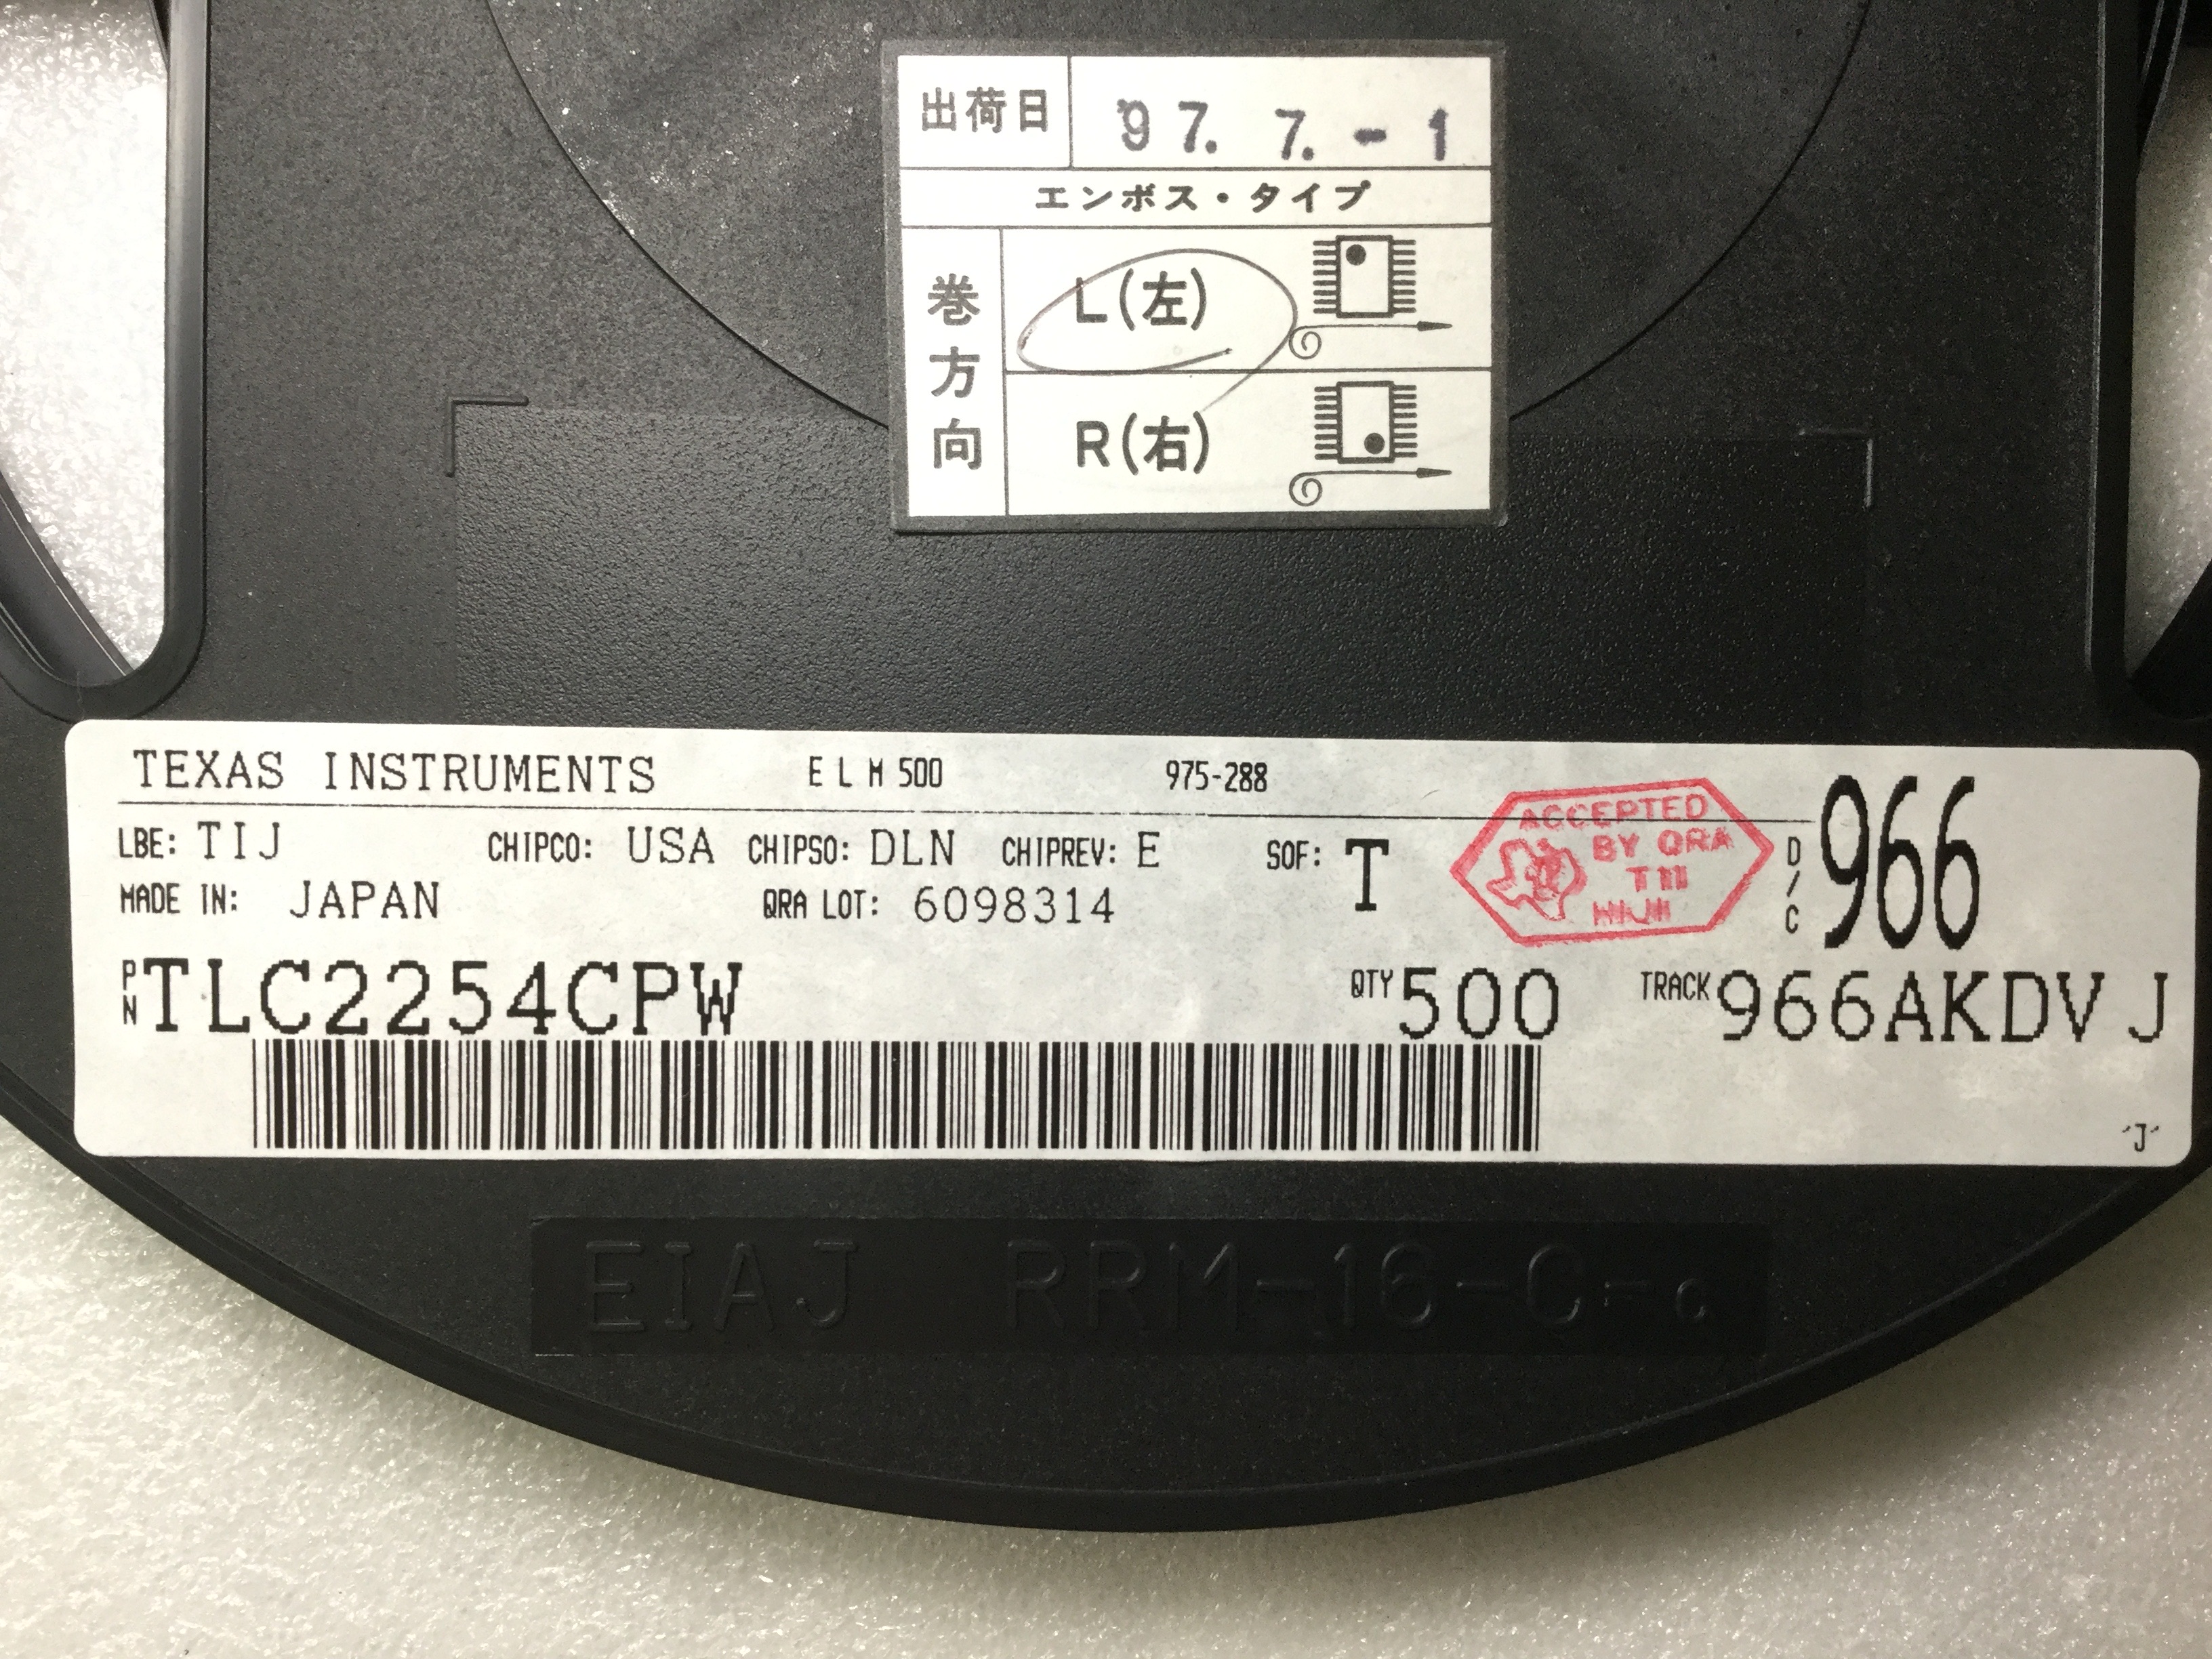 出荷日 '97. 7. - 1
エンボス・タイプ
巻方向
L(左)
R(右)
TEXAS INSTRUMENTS E L M 500 975-288
LBE: TIJ CHIPCO: USA CHIPSO: DLN CHIPREV: E SOF: T
MADE IN: JAPAN QRA LOT: 6098314
ACCEPTED
BY QRA
D/C 966
PN TLC2254CPW QTY 500 TRACK 966AKDV J
'J'
EIAJ RRM-16-C-c